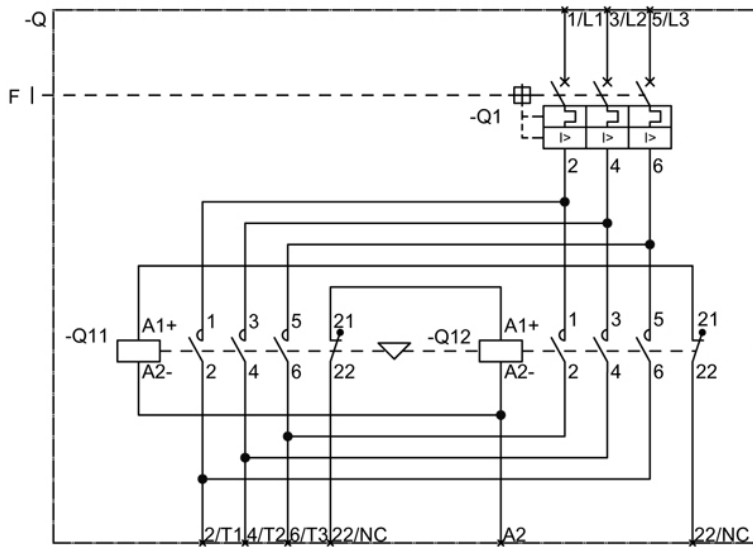 -Q 1/L1 3/L2 5/L3
F
-Q1
I> I> I>
2 4 6
1 3 5 21 1 3 5 21
-Q11 A1+ -Q12 A1+
A2- 2 4 6 22 A2- 2 4 6 22
2/T1 4/T2 6/T3 22/NC A2 22/NC